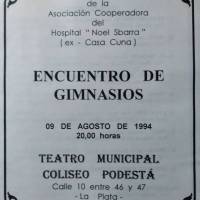 de la
Asociación Cooperadora
del
Hospital "Noel Sbarra"
( ex - Casa Cuna )
ENCUENTRO DE
GIMNASIOS
09 DE AGOSTO DE 1994
20,00 horas
TEATRO MUNICIPAL
COLISEO PODESTÁ
Calle 10 entre 46 y 47
- La Plata -